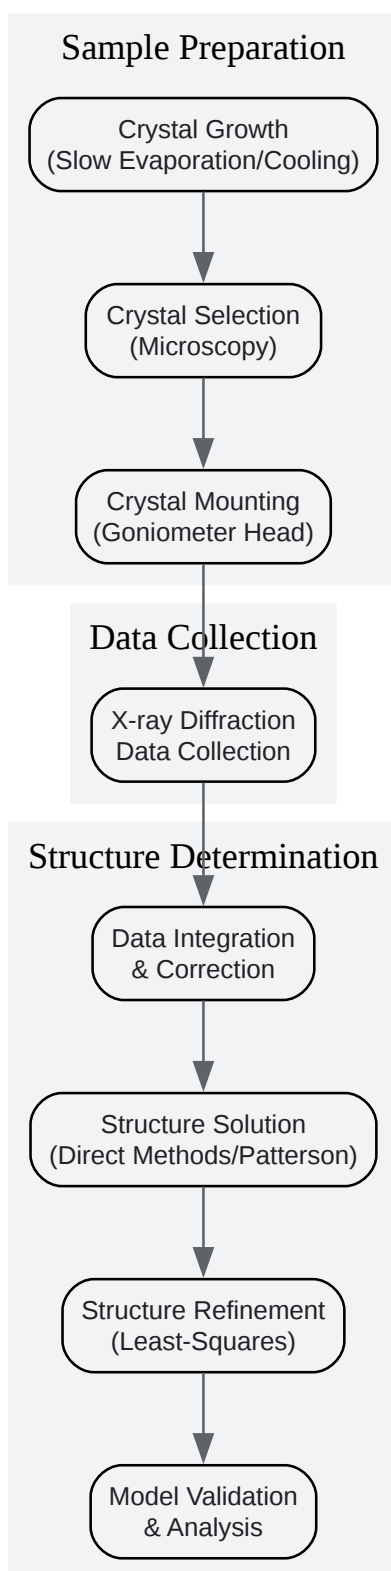 Sample Preparation
Crystal Growth
(Slow Evaporation/Cooling)
Crystal Selection
(Microscopy)
Crystal Mounting
(Goniometer Head)
Data Collection
X-ray Diffraction
Data Collection
Structure Determination
Data Integration
& Correction
Structure Solution
(Direct Methods/Patterson)
Structure Refinement
(Least-Squares)
Model Validation
& Analysis